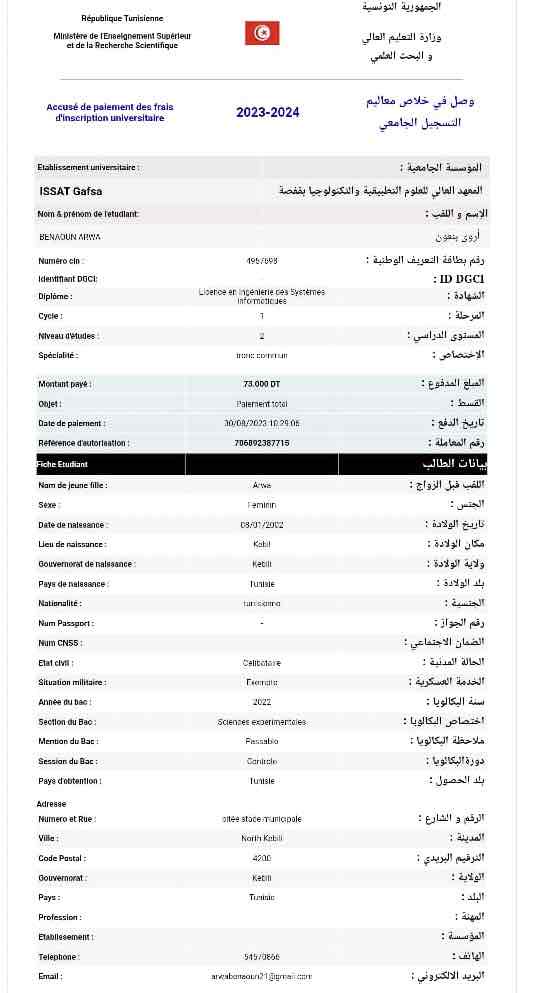 République Tunisienne
الجمهورية التونسية
Ministère de l'Enseignement Supérieur
et de la Recherche Scientifique
وزارة التعليم العالي
و البحث العلمي
Accusé de paiement des frais
d'inscription universitaire
2023-2024
وصل في خلاص معاليم
التسجيل الجامعي
Etablissement universitaire : المؤسسة الجامعية :
ISSAT Gafsa المعهد العالي للعلوم التطبيقية والتكنولوجيا بقفصة
Nom & prénom de l'etudiant: الإسم و اللقب :
BENAOUN ARWA أروى بنعون
Numéro cin : 4957698 رقم بطاقة التعريف الوطنية :
Identifiant DGCI: - ID DGCI :
Diplôme : Licence en Ingénierie des Systèmes Informatiques الشهادة :
Cycle : 1 المرحلة :
Niveau d'études : 2 المستوى الدراسي :
Spécialité : tronc commun الإختصاص :
Montant payé : 73.000 DT المبلغ المدفوع :
Objet : Paiement total القسط :
Date de paiement : 30/08/2023 10:29:06 تاريخ الدفع :
Référence d'autorisation : 706892387715 رقم المعاملة :
Fiche Etudiant بيانات الطالب
Nom de jeune fille : Arwa اللقب قبل الزواج :
Sexe : Feminin الجنس :
Date de naissance : 08/01/2002 تاريخ الولادة :
Lieu de naissance : Kebili مكان الولادة :
Gouvernorat de naissance : Kebili ولاية الولادة :
Pays de naissance : Tunisie بلد الولادة :
Nationalité : tunisienne الجنسية :
Num Passport : - رقم الجواز :
Num CNSS : الضمان الاجتماعي :
Etat civil : Celibataire الحالة المدنية :
Situation militaire : Exempte الخدمة العسكرية :
Année du bac : 2022 سنة البكالويا :
Section du Bac : Sciences experimentales اختصاص البكالويا :
Mention du Bac : Passable ملاحظة البكالويا :
Session du Bac : Controle دورةالبكالويا :
Pays d'obtention : Tunisie بلد الحصول :
Adresse
Numero et Rue : citée stade municipale الرقم و الشارع :
Ville : North Kebili المدينة :
Code Postal : 4200 الترقيم البريدي :
Gouvernorat : Kebili الولاية :
Pays : Tunisie البلد :
Profession : المهنة :
Etablissement : المؤسسة :
Telephone : 54570866 الهاتف :
Email : arwabenaoun21@gmail.com البريد الالكتروني :